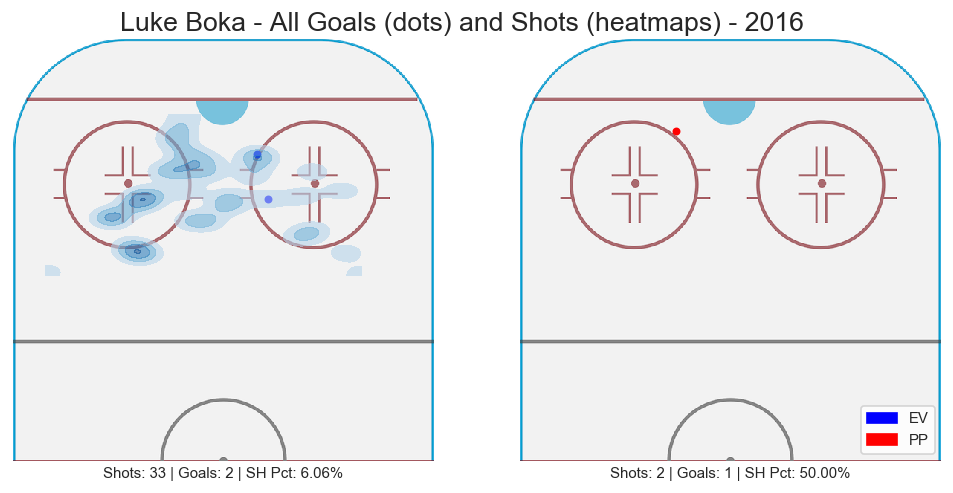 Luke Boka - All Goals (dots) and Shots (heatmaps) - 2016
EV
PP
Shots: 33 | Goals: 2 | SH Pct: 6.06%
Shots: 2 | Goals: 1 | SH Pct: 50.00%